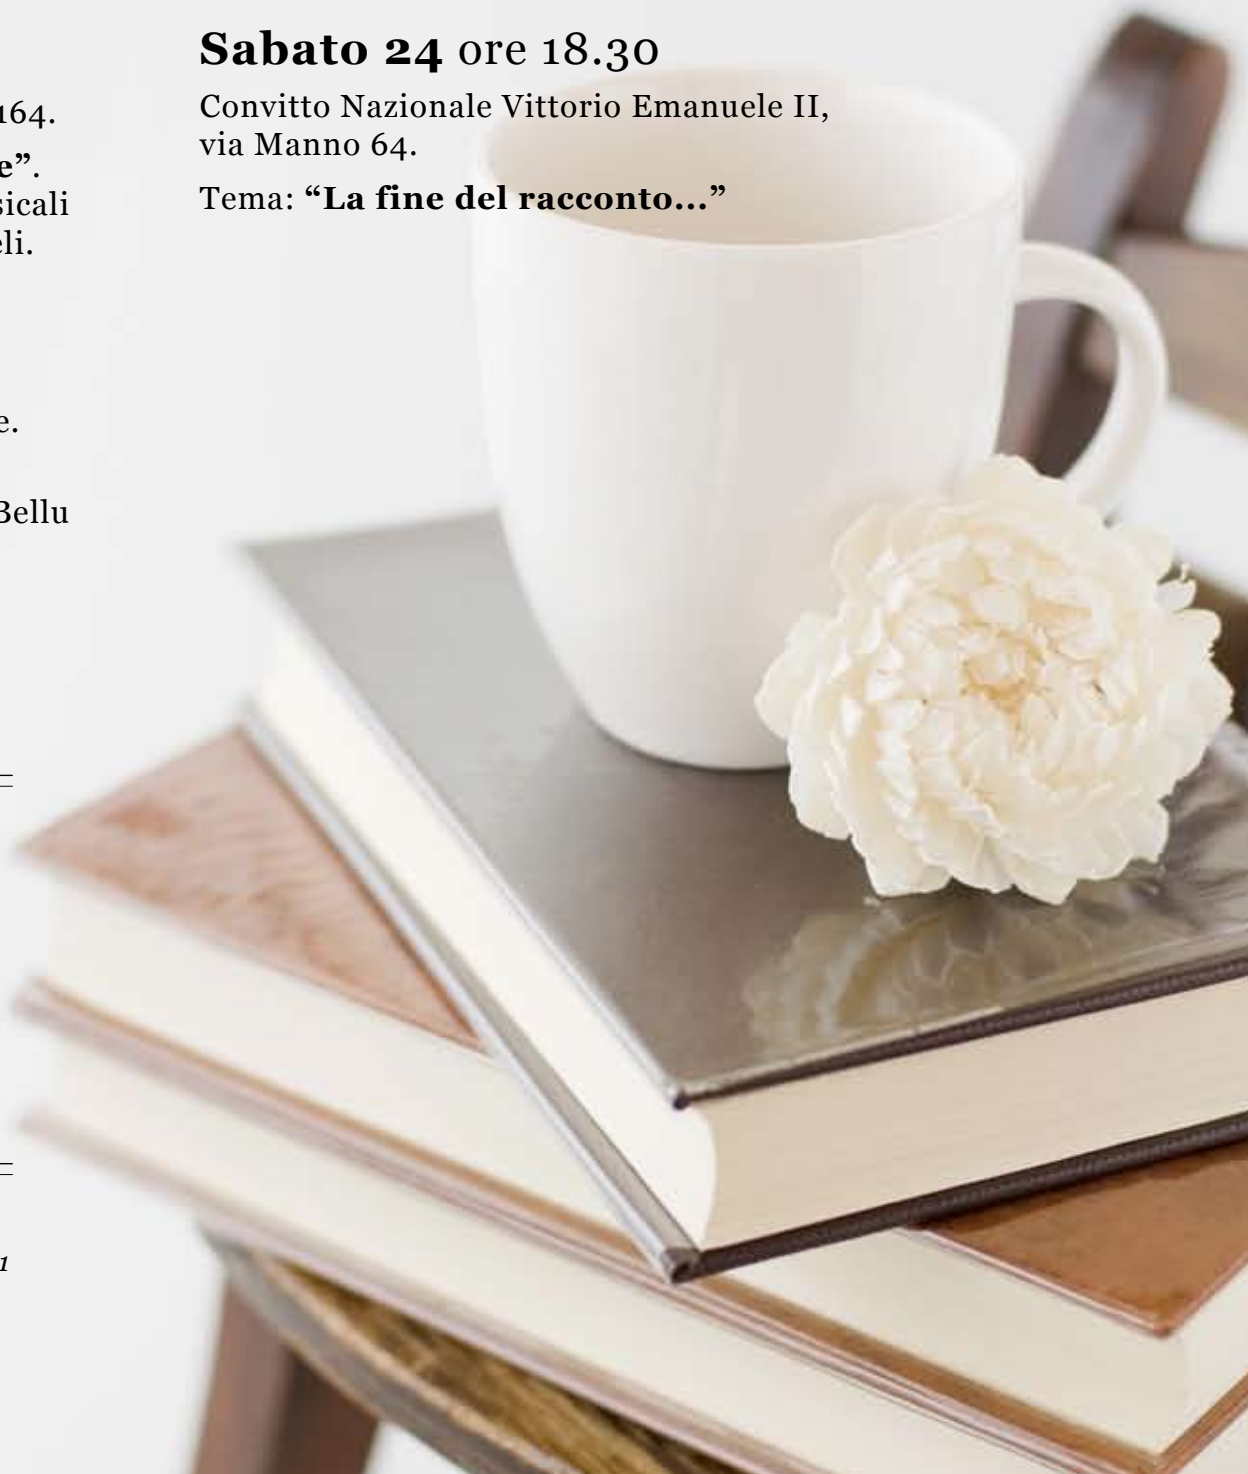 164.
e”.
sicali
eli.
e.
Bellu
1
Sabato 24 ore 18.30
Convitto Nazionale Vittorio Emanuele II,
via Manno 64.
Tema: “La fine del racconto...”